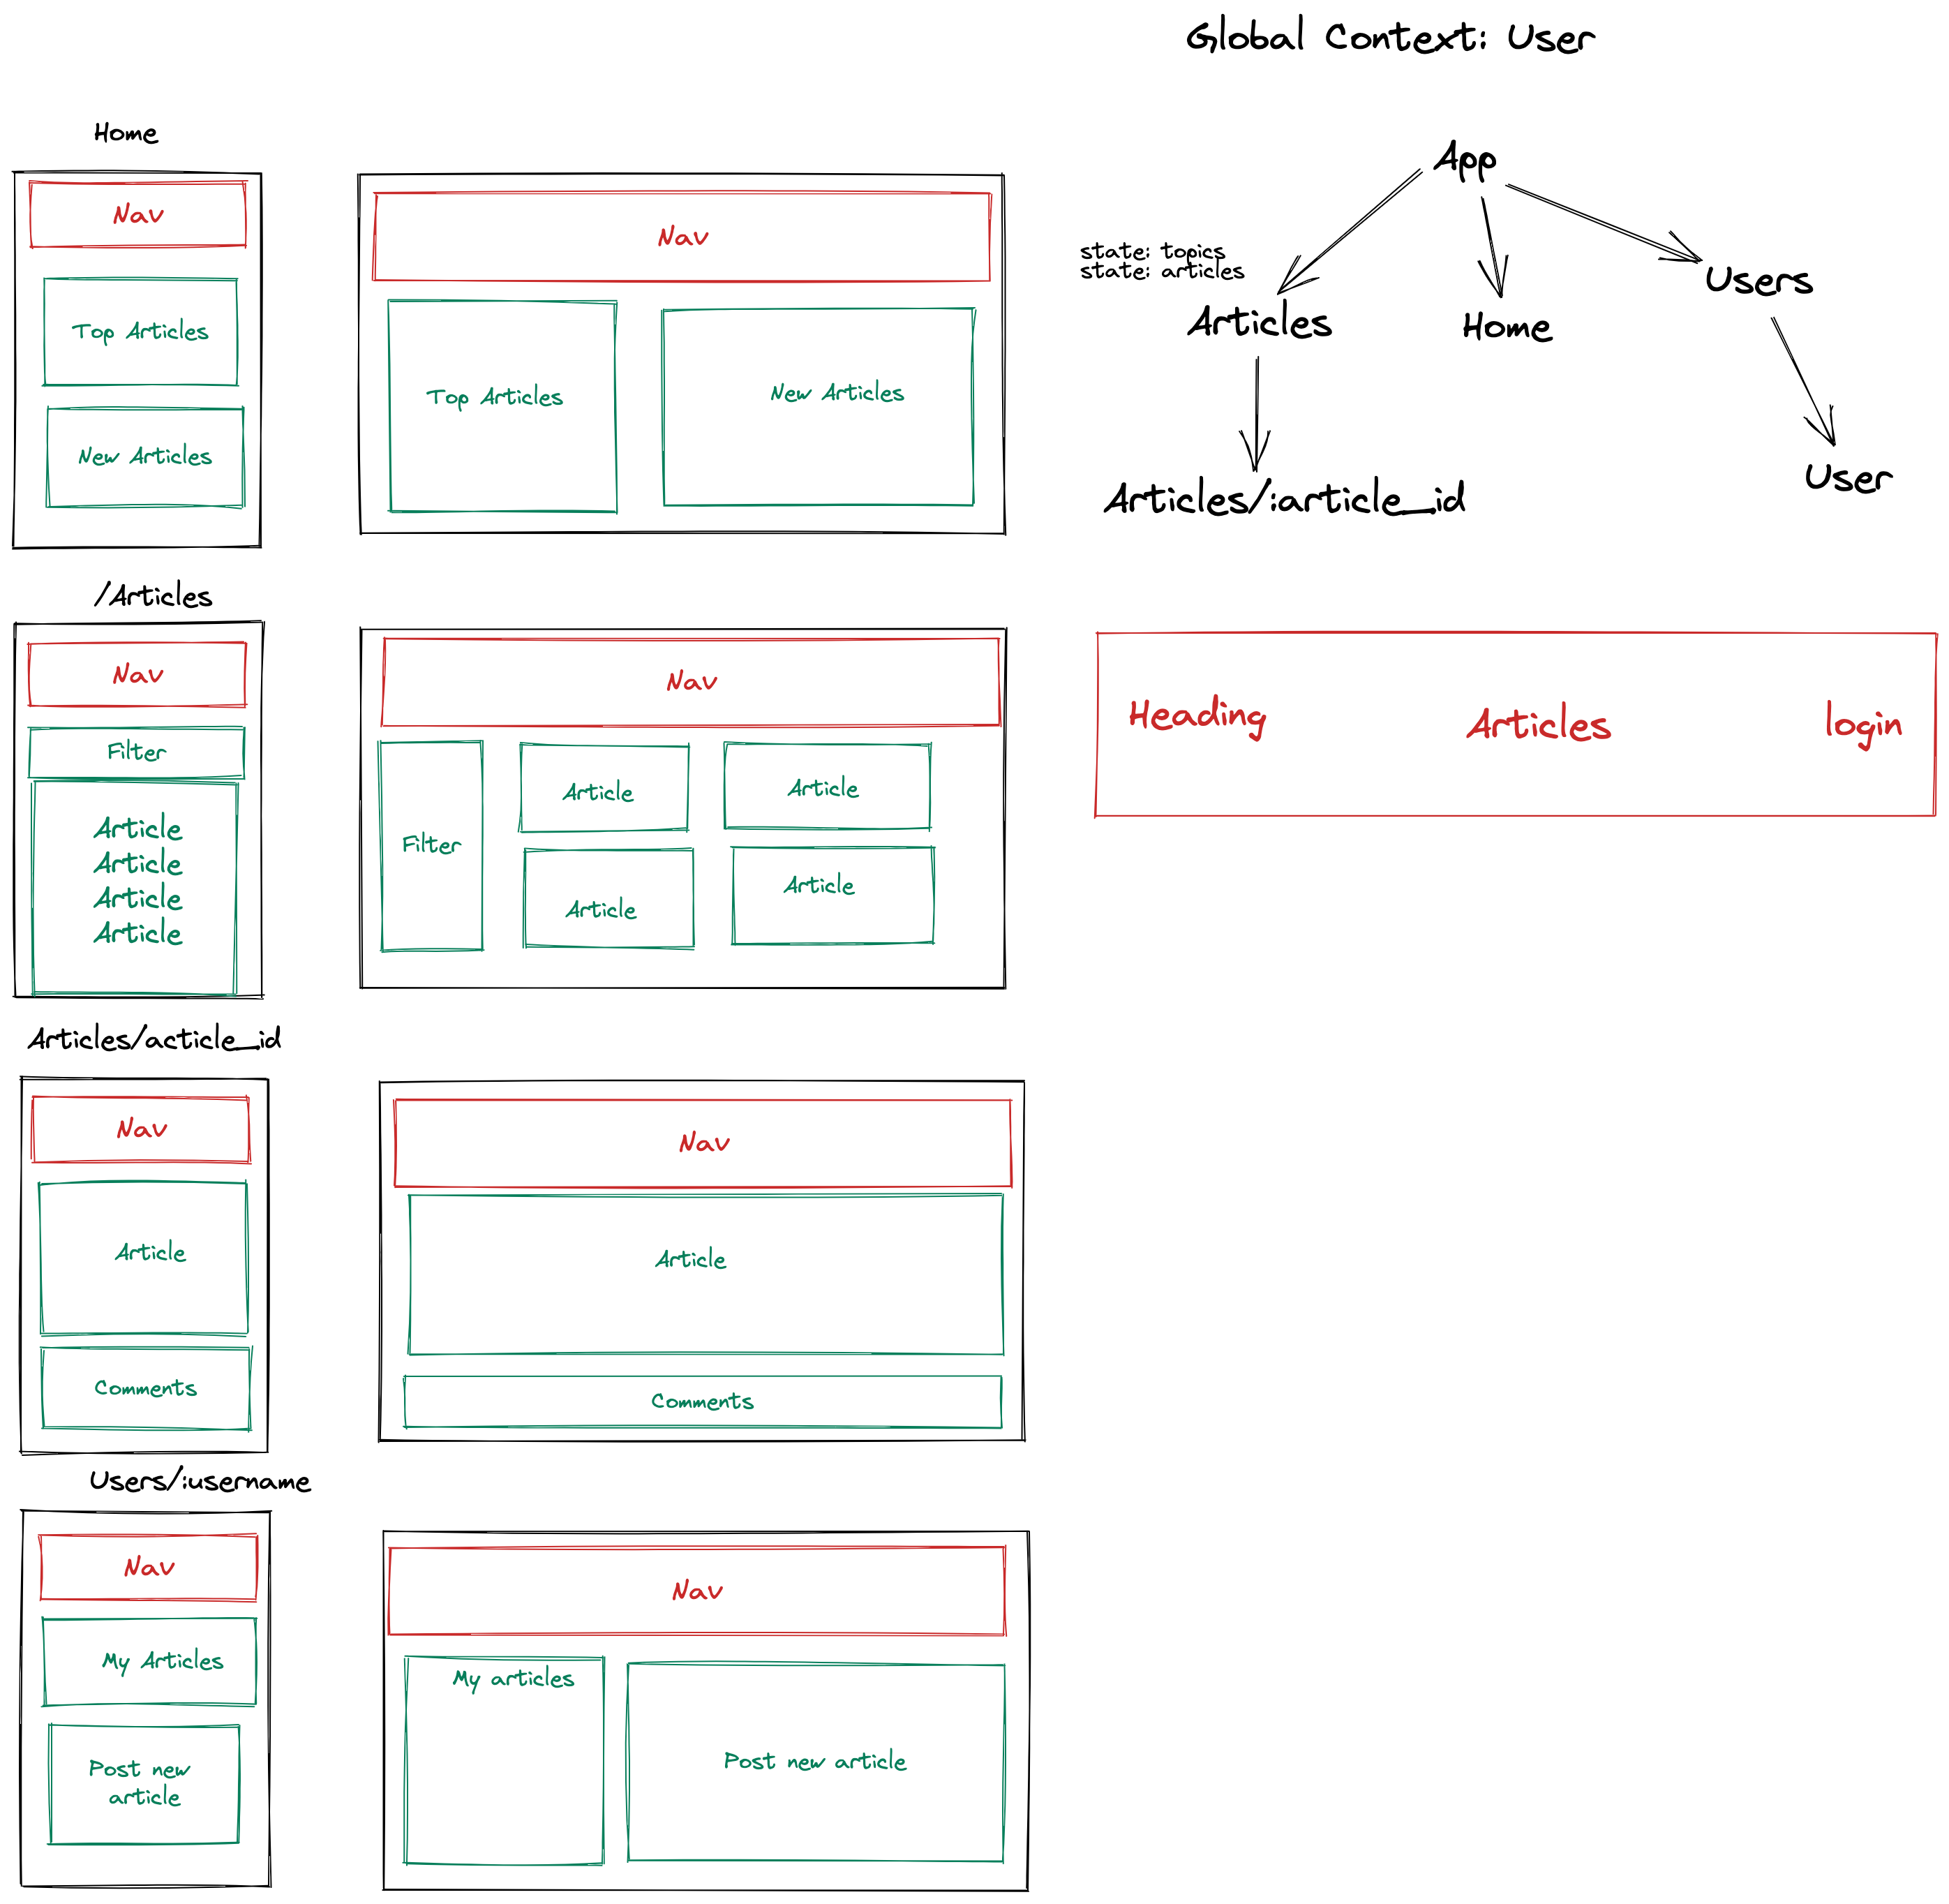 Global Context: User
Home
Nav
Top Articles
New Articles
Nav
Top Articles
New Articles
App
state: topics
state: articles
Articles
Home
Users
Articles/:article_id
User
/Articles
Nav
Filter
Article
Article
Article
Article
Nav
Filter
Article
Article
Article
Article
Heading
Articles
login
Articles/acticle_id
Nav
Article
Comments
Nav
Article
Comments
Users/:username
Nav
My Articles
Post new
article
Nav
My articles
Post new article